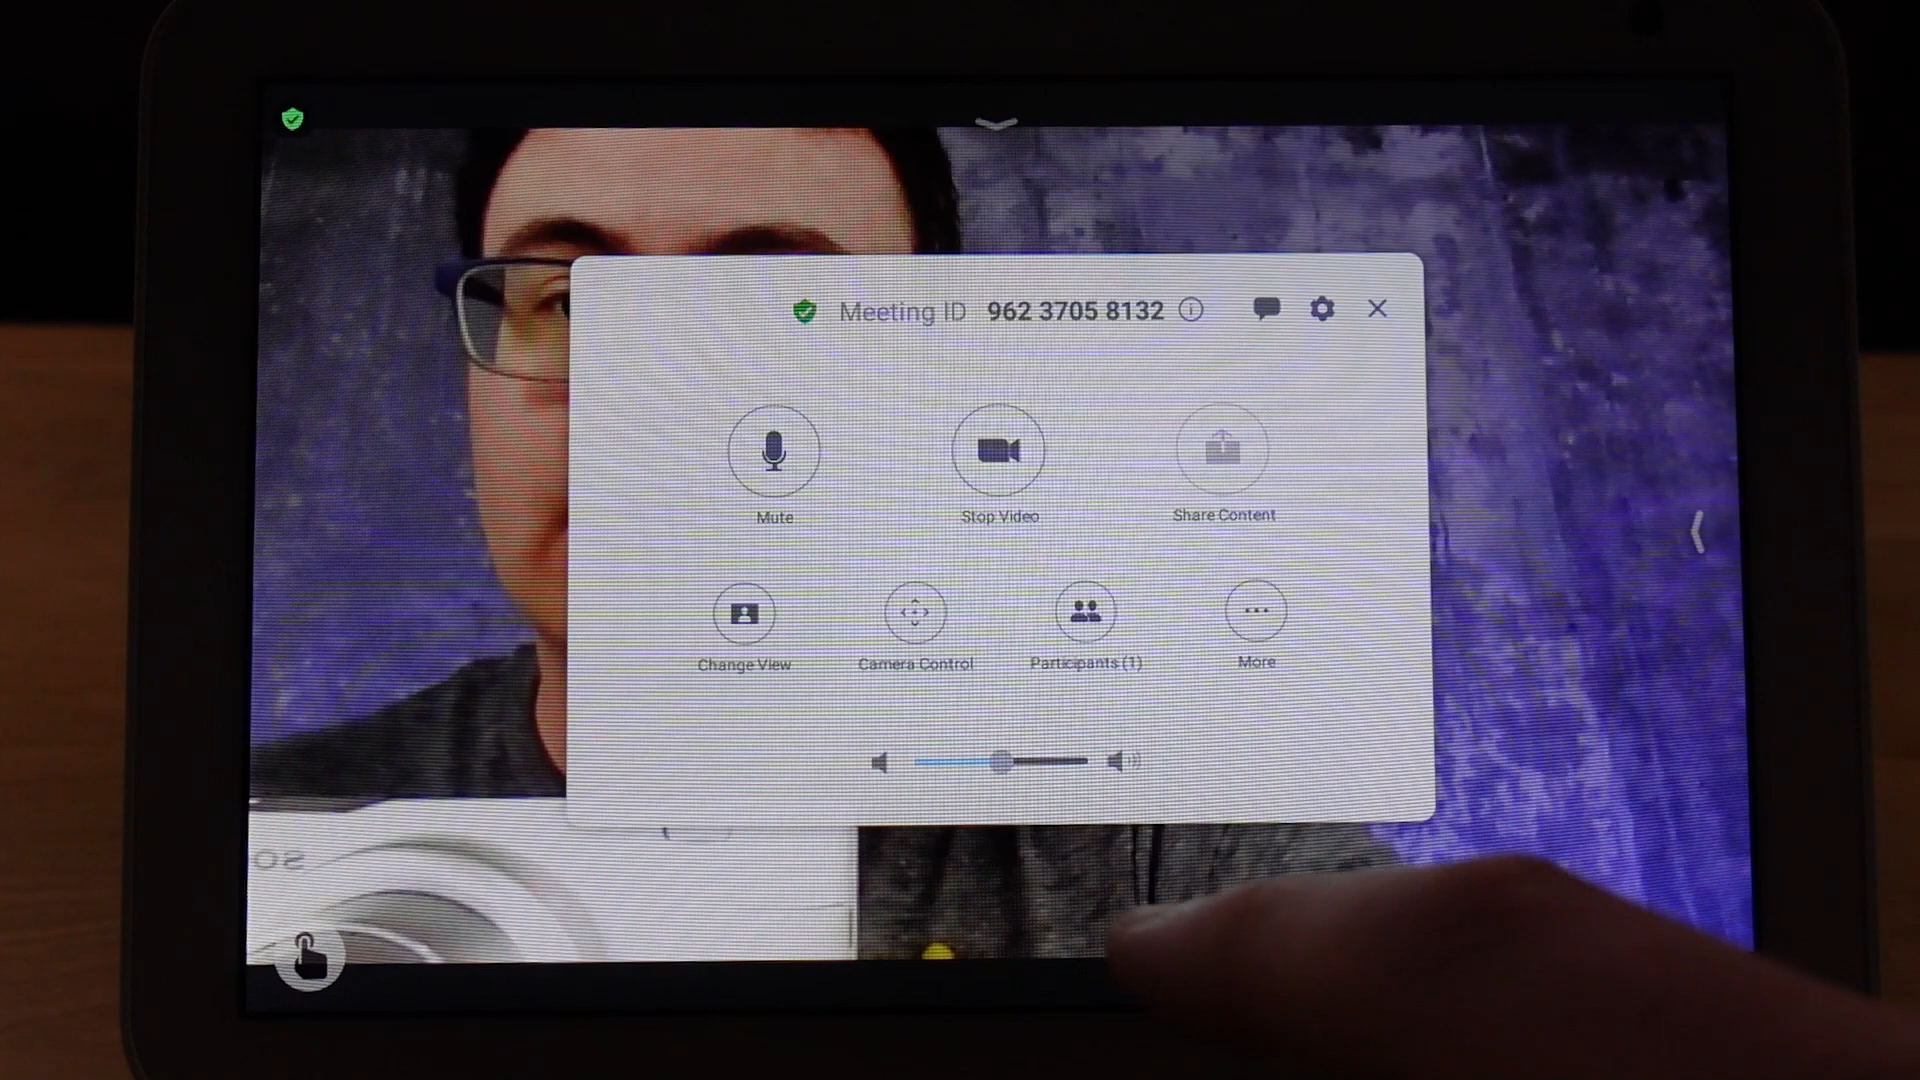 Meeting ID 962 3705 8132
Mute
Stop Video
Share Content
Change View
Camera Control
Participants (1)
More